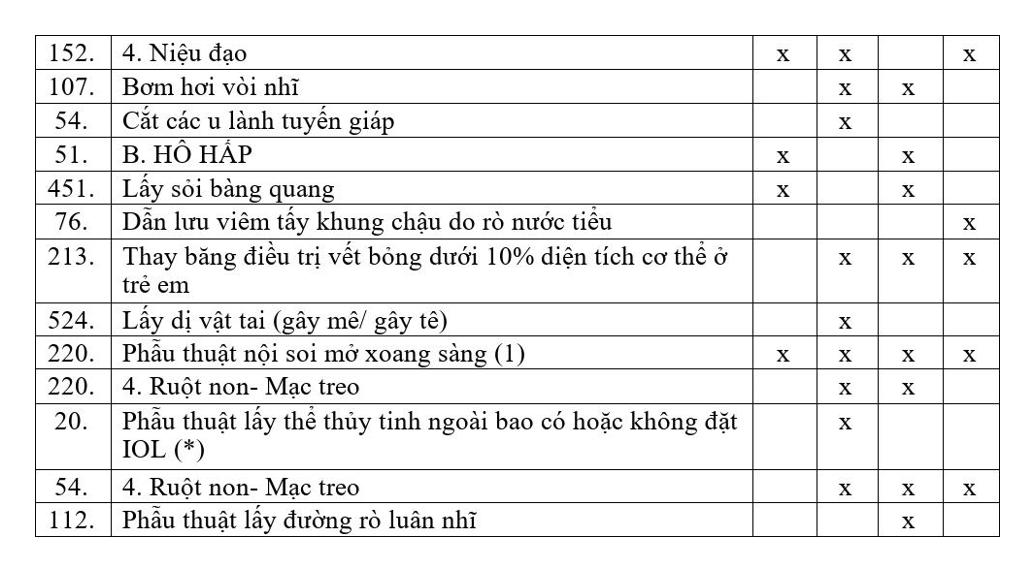 152. 4. Niệu đạo x x x
107. Bơm hơi vòi nhĩ x x
54. Cắt các u lành tuyến giáp x
51. B. HÔ HẤP x x
451. Lấy sỏi bàng quang x x
76. Dẫn lưu viêm tấy khung chậu do rò nước tiểu x
213. Thay băng điều trị vết bỏng dưới 10% diện tích cơ thể ở x x x
trẻ em
524. Lấy dị vật tai (gây mê/ gây tê) x
220. Phẫu thuật nội soi mở xoang sàng (1) x x x x
220. 4. Ruột non- Mạc treo x x
20. Phẫu thuật lấy thể thủy tinh ngoài bao có hoặc không đặt x
IOL (*)
54. 4. Ruột non- Mạc treo x x x
112. Phẫu thuật lấy đường rò luân nhĩ x